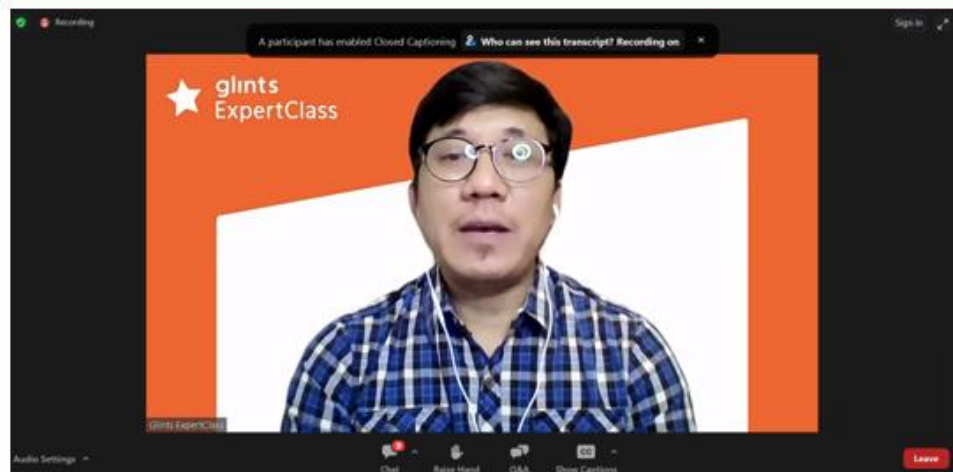 Recording
Sign in
A participant has enabled Closed Captioning
Who can see this transcript? Recording on
glints
ExpertClass
Glints ExpertClass
Audio Settings
Chat
Raise Hand
Q&A
Show Captions
Leave